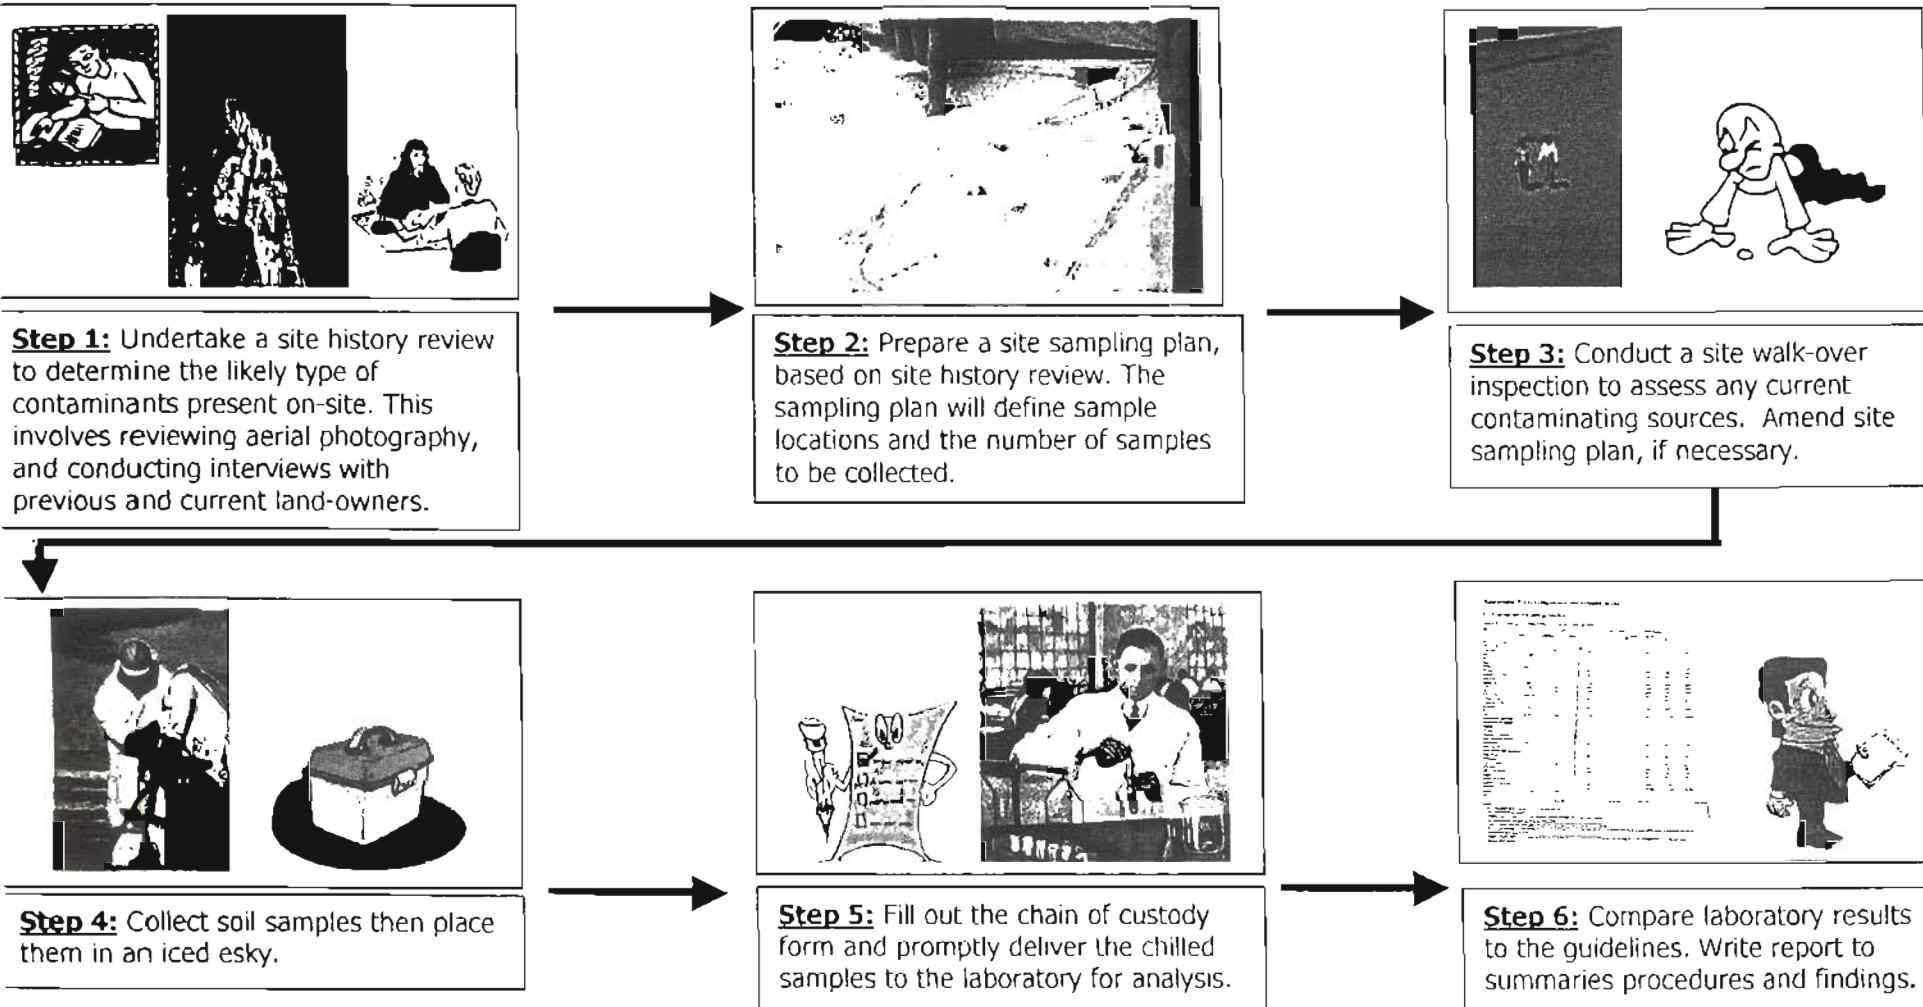 Step 1: Undertake a site history review
to determine the likely type of
contaminants present on-site. This
involves reviewing aerial photography,
and conducting interviews with
previous and current land-owners.
Step 2: Prepare a site sampling plan,
based on site history review. The
sampling plan will define sample
locations and the number of samples
to be collected.
Step 3: Conduct a site walk-over
inspection to assess any current
contaminating sources. Amend site
sampling plan, if necessary.
Step 4: Collect soil samples then place
them in an iced esky.
Step 5: Fill out the chain of custody
form and promptly deliver the chilled
samples to the laboratory for analysis.
Step 6: Compare laboratory results
to the guidelines. Write report to
summaries procedures and findings.